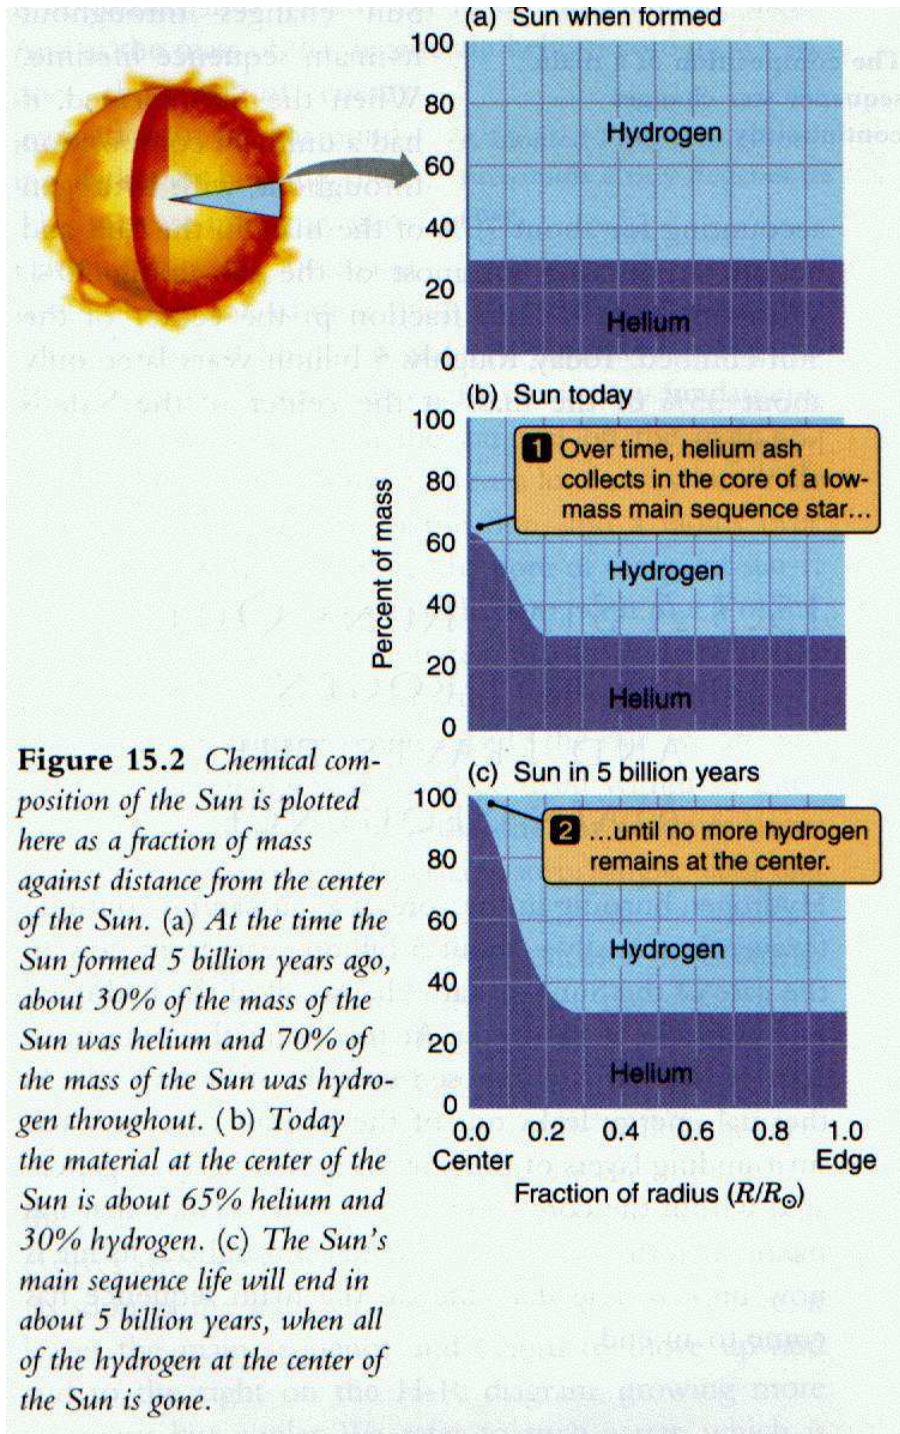 (a) Sun when formed
100
80
60
40
20
0
Hydrogen
Helium
(b) Sun today
100
80
60
40
20
0
1 Over time, helium ash
collects in the core of a low-
mass main sequence star...
Hydrogen
Helium
Percent of mass
(c) Sun in 5 billion years
100
80
60
40
20
0
2 ...until no more hydrogen
remains at the center.
Hydrogen
Helium
0.0 0.2 0.4 0.6 0.8 1.0
Center Edge
Fraction of radius (R/R☉)
Figure 15.2 Chemical com-
position of the Sun is plotted
here as a fraction of mass
against distance from the center
of the Sun. (a) At the time the
Sun formed 5 billion years ago,
about 30% of the mass of the
Sun was helium and 70% of
the mass of the Sun was hydro-
gen throughout. (b) Today
the material at the center of the
Sun is about 65% helium and
30% hydrogen. (c) The Sun's
main sequence life will end in
about 5 billion years, when all
of the hydrogen at the center of
the Sun is gone.